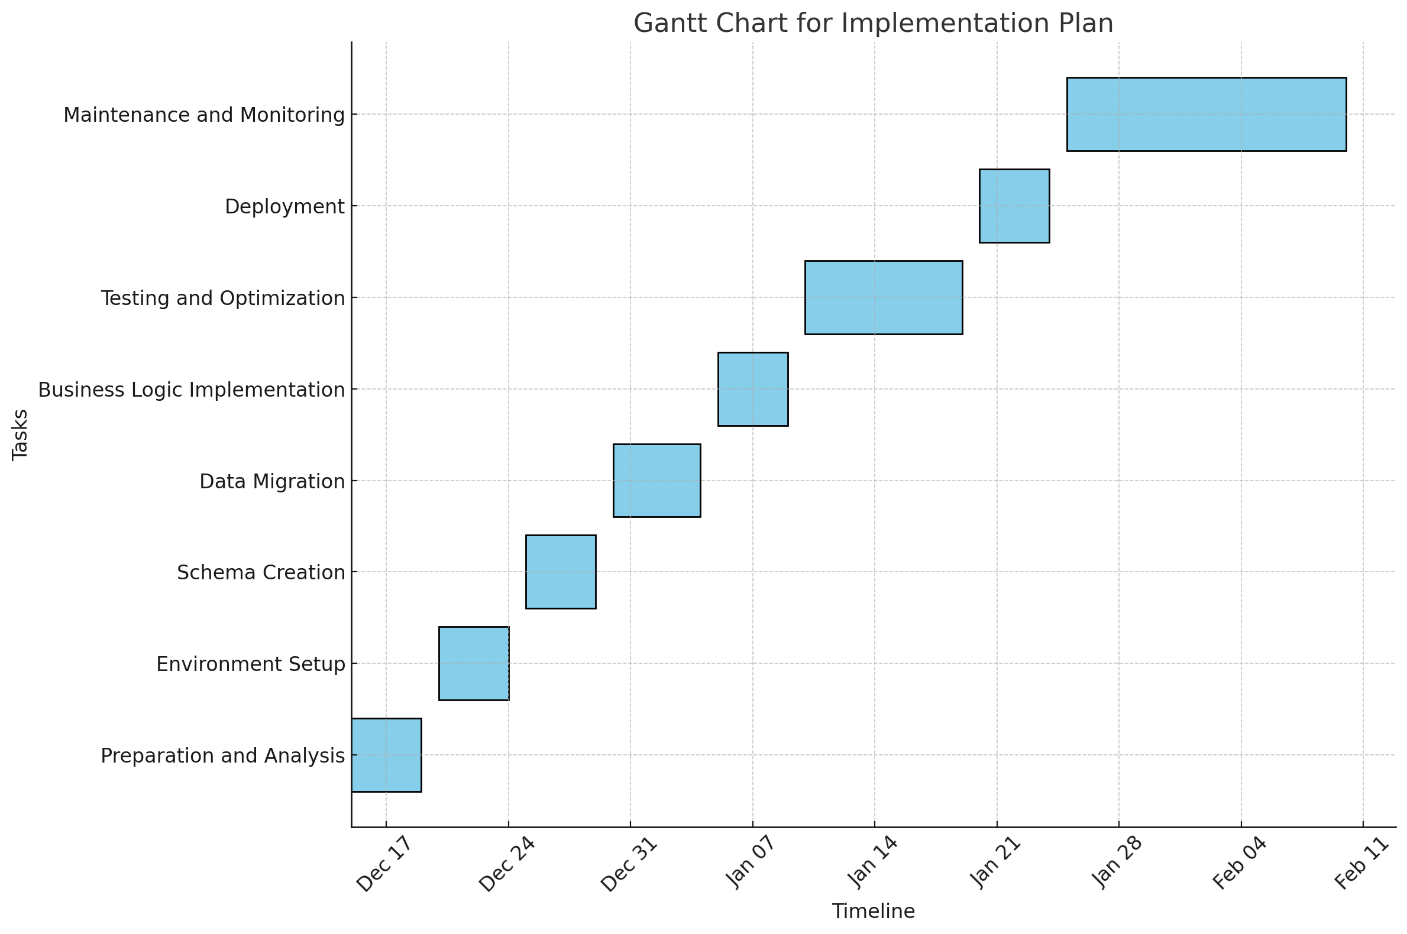 Gantt Chart for Implementation Plan
Maintenance and Monitoring
Deployment
Testing and Optimization
Business Logic Implementation
Data Migration
Schema Creation
Environment Setup
Preparation and Analysis
Tasks
Dec 17
Dec 24
Dec 31
Jan 07
Jan 14
Jan 21
Jan 28
Feb 04
Feb 11
Timeline